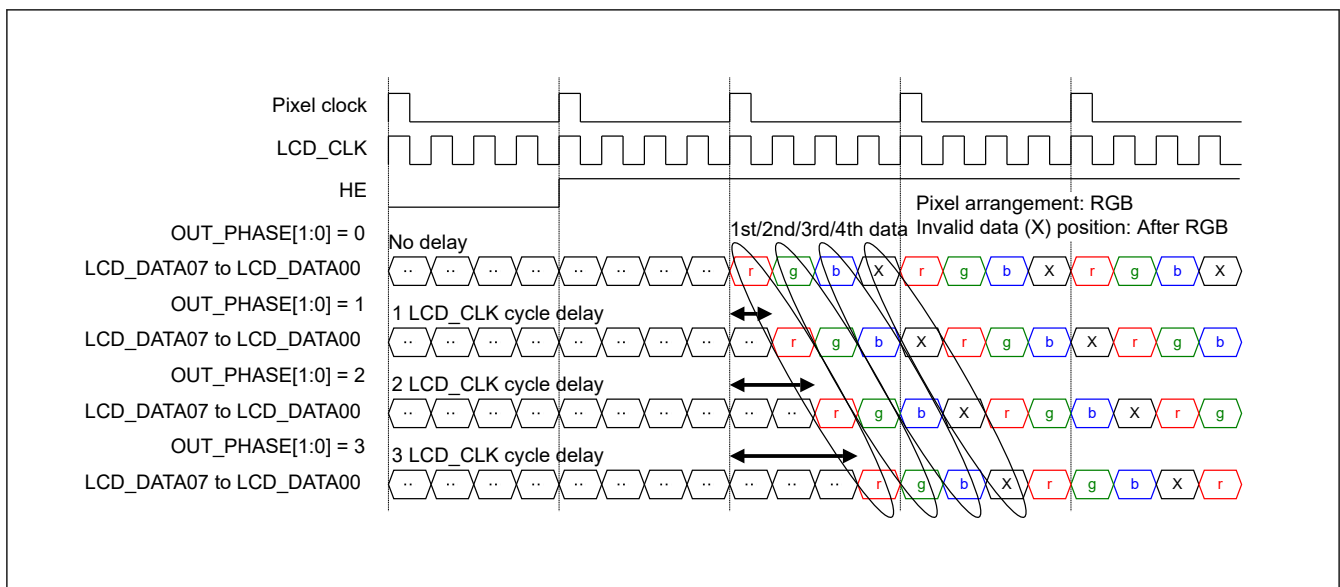 Pixel clock
LCD_CLK
HE
Pixel arrangement: RGB
OUT_PHASE[1:0] = 0
1st/2nd/3rd/4th data
Invalid data (X) position: After RGB
No delay
LCD_DATA07 to LCD_DATA00
·· ·· ·· ·· ·· ·· ·· ·· r g b X r g b X r g b X
OUT_PHASE[1:0] = 1
1 LCD_CLK cycle delay
LCD_DATA07 to LCD_DATA00
·· ·· ·· ·· ·· ·· ·· ·· ·· r g b X r g b X r g b
OUT_PHASE[1:0] = 2
2 LCD_CLK cycle delay
LCD_DATA07 to LCD_DATA00
·· ·· ·· ·· ·· ·· ·· ·· ·· ·· r g b X r g b X r g
OUT_PHASE[1:0] = 3
3 LCD_CLK cycle delay
LCD_DATA07 to LCD_DATA00
·· ·· ·· ·· ·· ·· ·· ·· ·· ·· ·· r g b X r g b X r